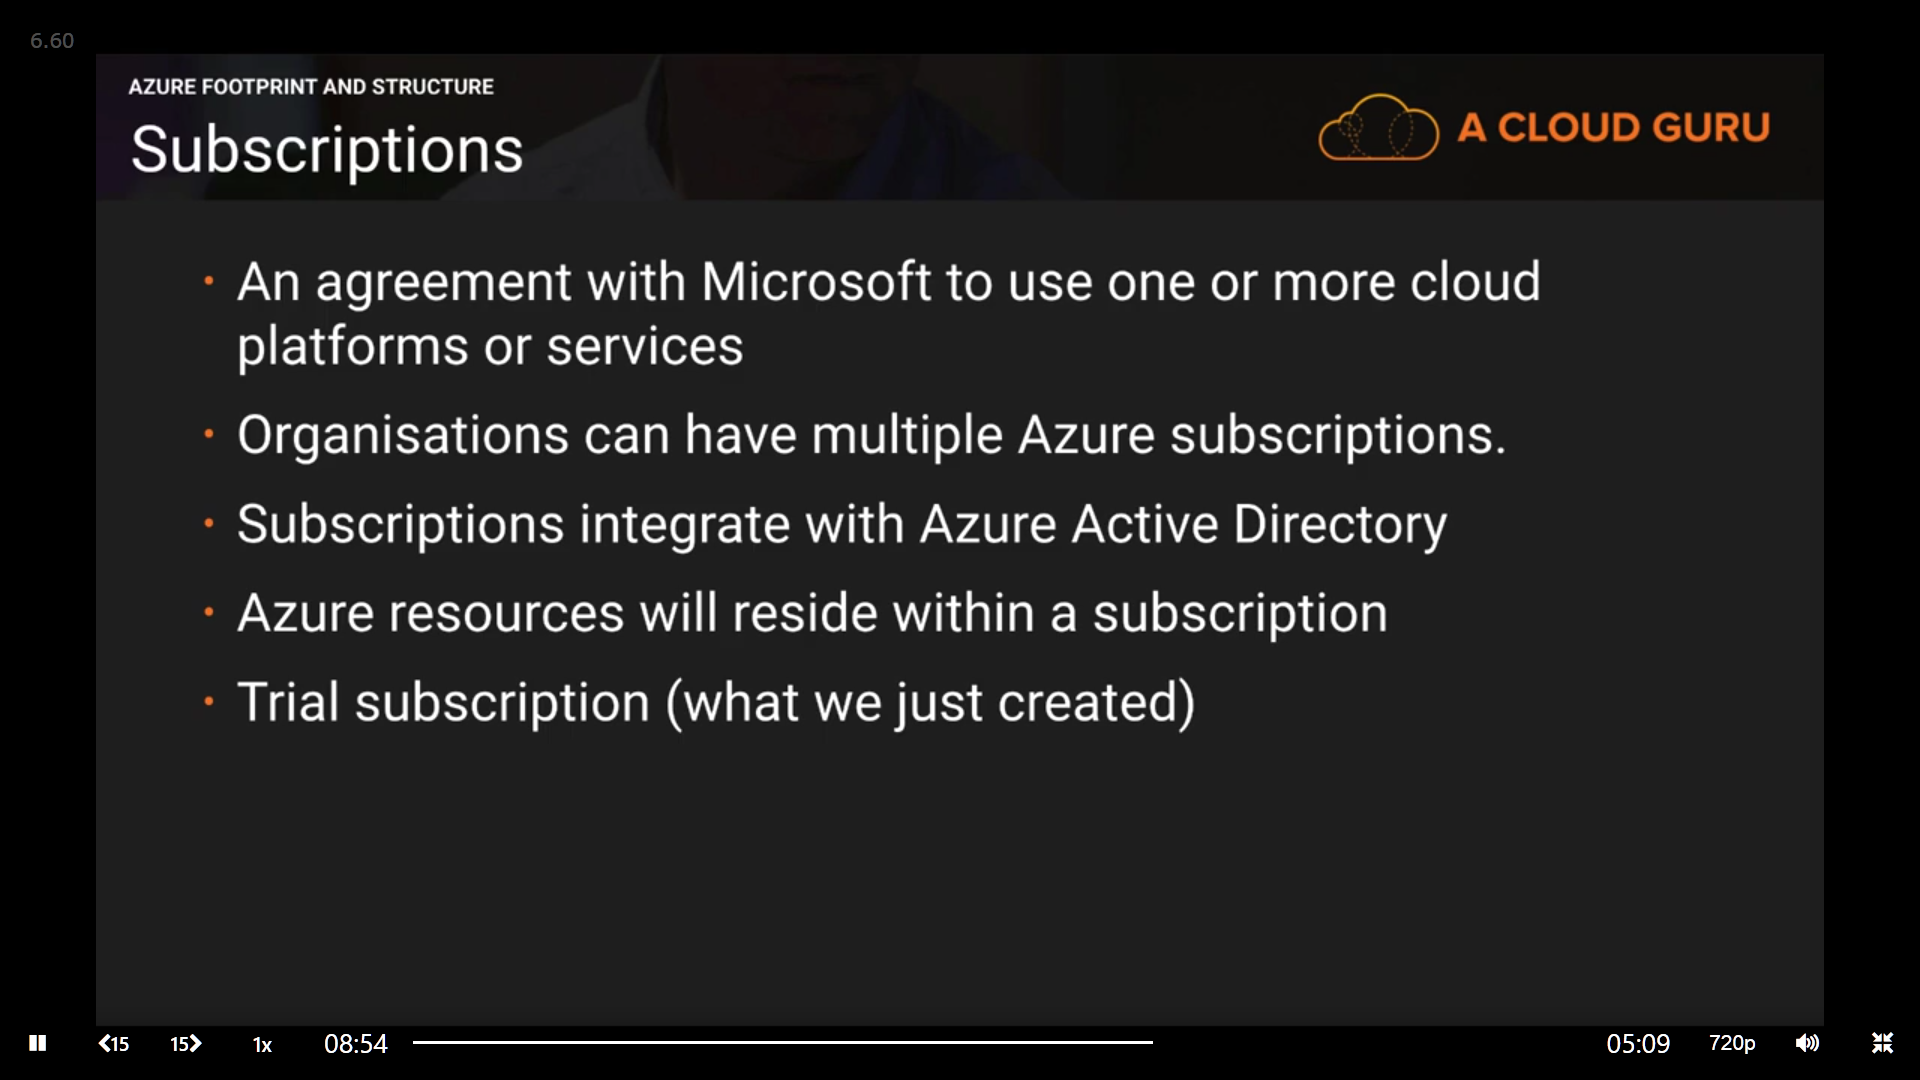 6.60
AZURE FOOTPRINT AND STRUCTURE
Subscriptions
A CLOUD GURU
• An agreement with Microsoft to use one or more cloud
platforms or services
• Organisations can have multiple Azure subscriptions.
• Subscriptions integrate with Azure Active Directory
• Azure resources will reside within a subscription
• Trial subscription (what we just created)
15 15 1x 08:54 05:09 720p